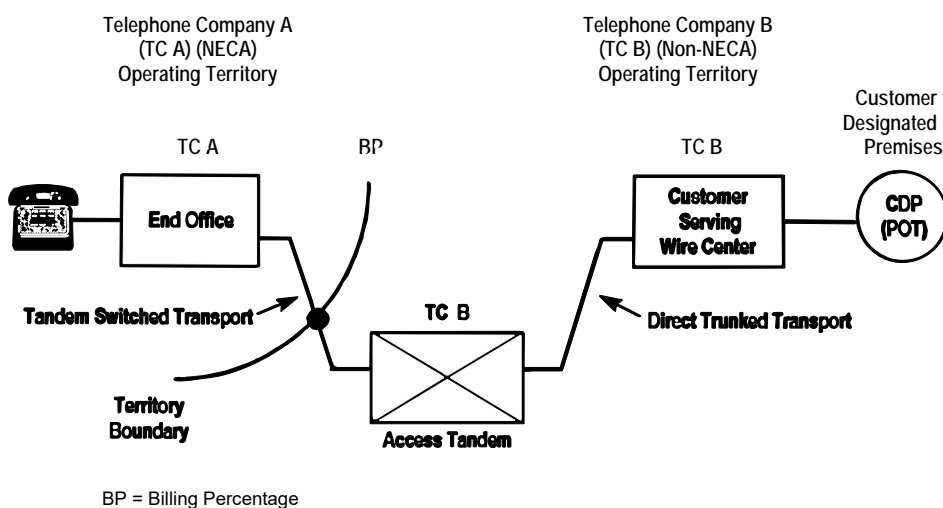 Telephone Company A
(TC A) (NECA)
Operating Territory
Telephone Company B
(TC B) (Non-NECA)
Operating Territory
Customer
Designated
Premises
TC A
BP
TC B
End Office
Customer
Serving
Wire Center
CDP
(POT)
Tandem Switched Transport
TC B
Direct Trunked Transport
Territory
Boundary
Access Tandem
BP = Billing Percentage